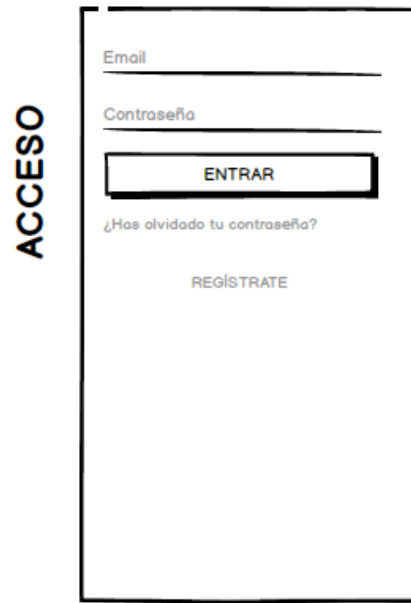 ACCESO
Email
Contraseña
ENTRAR
¿Has olvidado tu contraseña?
REGÍSTRATE